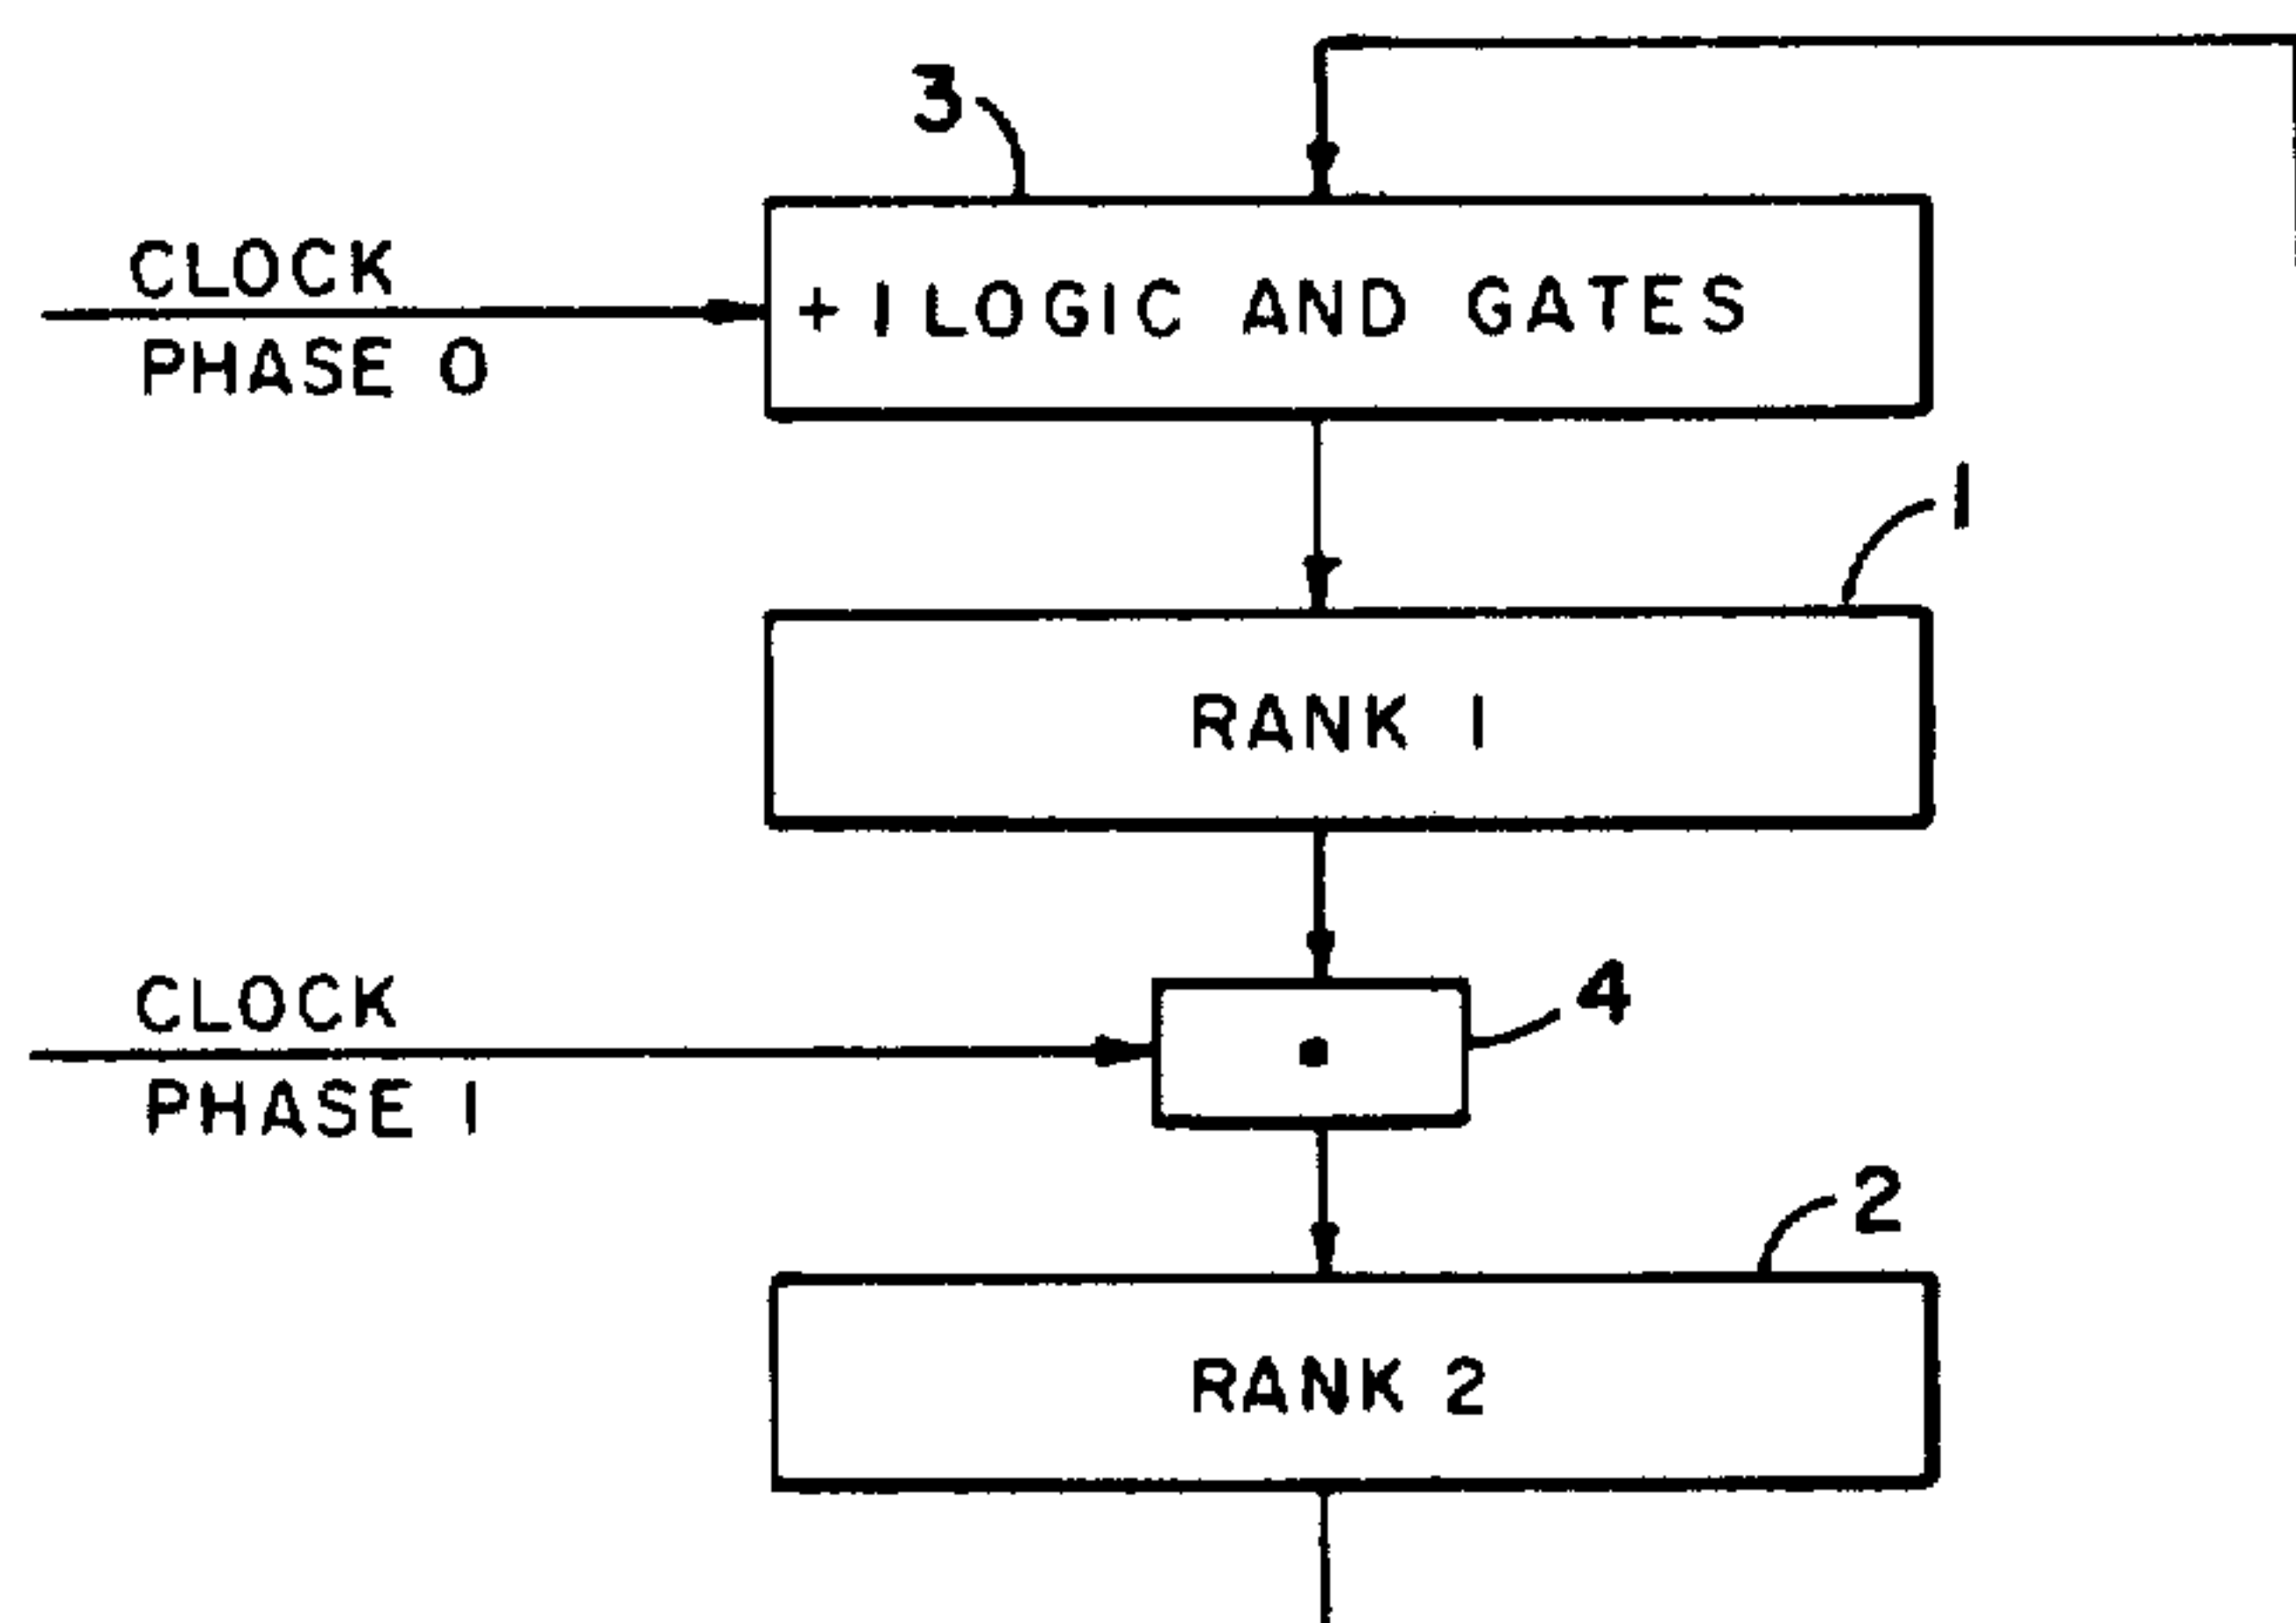 3
CLOCK
PHASE 0
+1 LOGIC AND GATES
1
RANK 1
CLOCK
PHASE 1
4
2
RANK 2